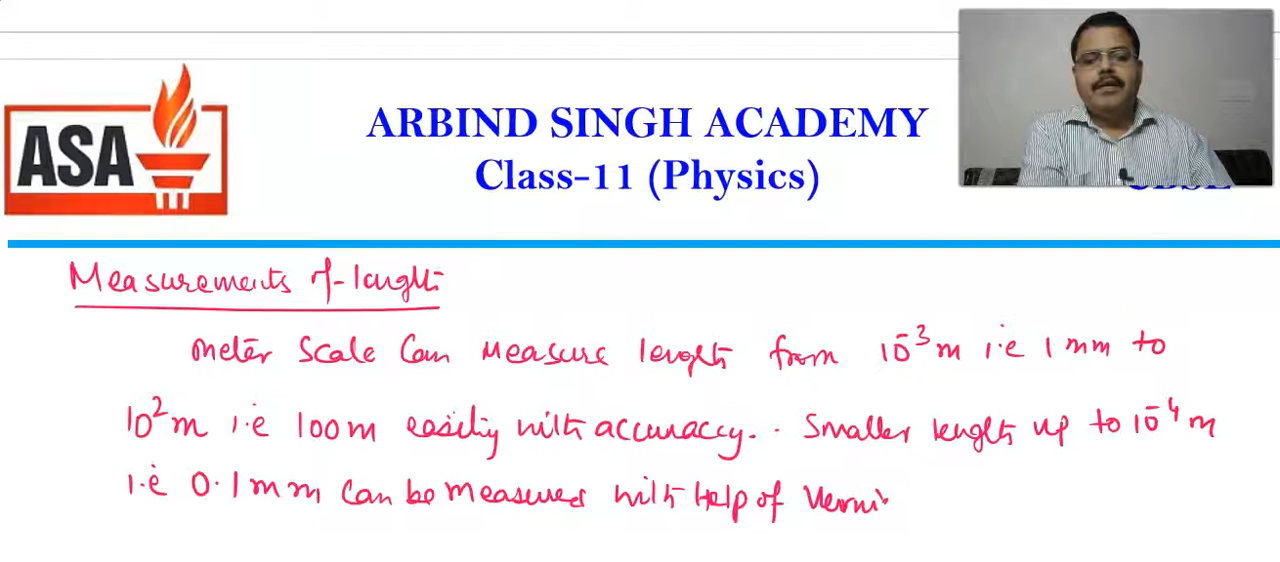 ASA
ARBIND SINGH ACADEMY
Class-11 (Physics)
Measurements of length
meter scale can measure length from 10⁻³m i.e 1mm to
10²m i.e 100m easily with accuracy. . Smaller length up to 10⁻⁴m
i.e 0.1mm can be measured with help of Verni